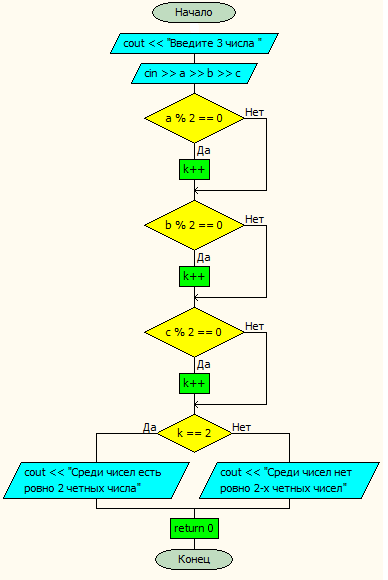 Начало
cout << "Введите 3 числа "
cin >> a >> b >> c
a % 2 == 0
Нет
Да
k++
b % 2 == 0
Нет
Да
k++
c % 2 == 0
Нет
Да
k++
Да
k == 2
Нет
cout << "Среди чисел есть
ровно 2 четных числа"
cout << "Среди чисел нет
ровно 2-х четных чисел"
return 0
Конец